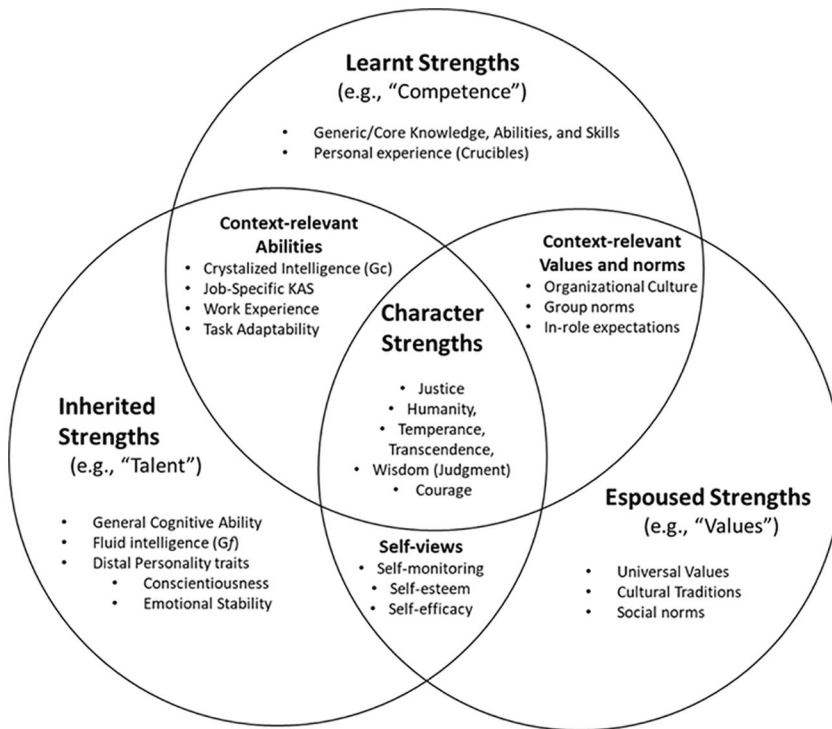 Learnt Strengths
(e.g., “Competence”)
• Generic/Core Knowledge, Abilities, and Skills
• Personal experience (Crucibles)
Context-relevant
Abilities
• Crystalized Intelligence (Gc)
• Job-Specific KAS
• Work Experience
• Task Adaptability
Context-relevant
Values and norms
• Organizational Culture
• Group norms
• In-role expectations
Character
Strengths
• Justice
• Humanity,
• Temperance,
Transcendence,
• Wisdom (Judgment)
• Courage
Inherited
Strengths
(e.g., “Talent”)
• General Cognitive Ability
• Fluid intelligence (Gf)
• Distal Personality traits
• Conscientiousness
• Emotional Stability
Espoused Strengths
(e.g., “Values”)
• Universal Values
• Cultural Traditions
• Social norms
Self-views
• Self-monitoring
• Self-esteem
• Self-efficacy